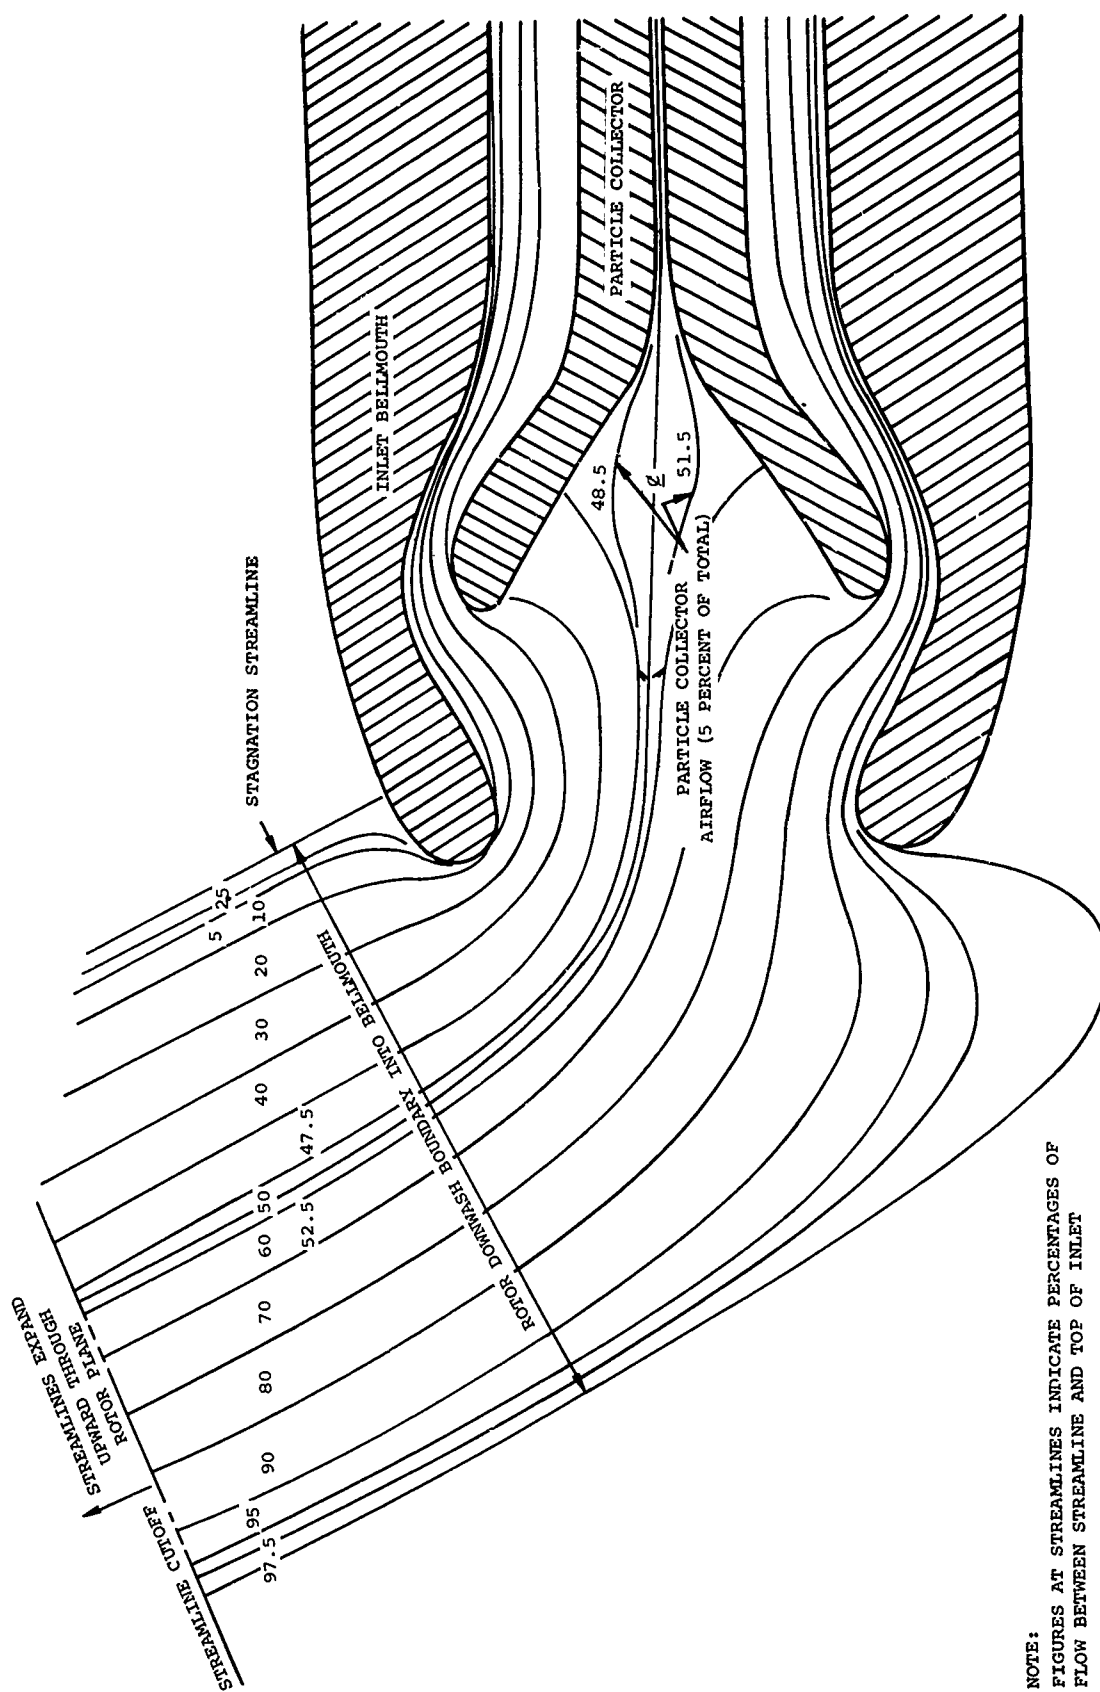 STREAMLINES EXPAND
UPWARD THROUGH
ROTOR PLANE
STREAMLINE CUTOFF
97.5
95
90
80
70
60
52.5
50
47.5
40
30
20
10
5
25
STAGNATION STREAMLINE
ROTOR DOWNWASH BOUNDARY INTO BELLMOUTH
INLET BELLMOUTH
PARTICLE COLLECTOR
48.5
℄
51.5
PARTICLE COLLECTOR
AIRFLOW (5 PERCENT OF TOTAL)
NOTE:
FIGURES AT STREAMLINES INDICATE PERCENTAGES OF
FLOW BETWEEN STREAMLINE AND TOP OF INLET